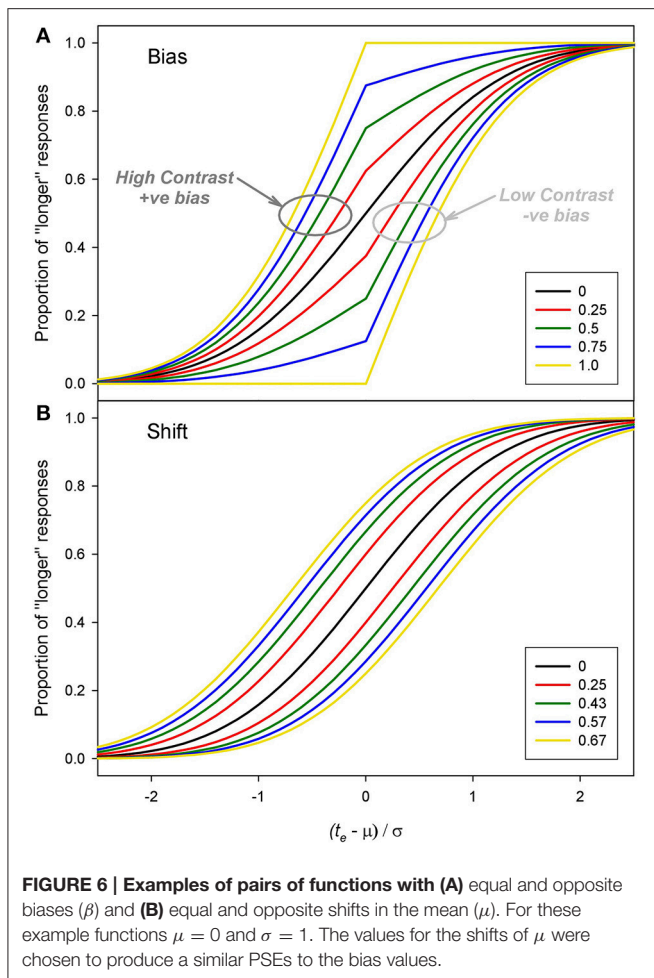 A
Bias
1.0
0.8
0.6
0.4
0.2
0.0
Proportion of "longer" responses
High Contrast
+ve bias
Low Contrast
-ve bias
0
0.25
0.5
0.75
1.0
B
Shift
1.0
0.8
0.6
0.4
0.2
0.0
Proportion of "longer" responses
0
0.25
0.43
0.57
0.67
-2 -1 0 1 2
(tₑ - μ) / σ
FIGURE 6 | Examples of pairs of functions with (A) equal and opposite
biases (β) and (B) equal and opposite shifts in the mean (μ). For these
example functions μ = 0 and σ = 1. The values for the shifts of μ were
chosen to produce a similar PSEs to the bias values.